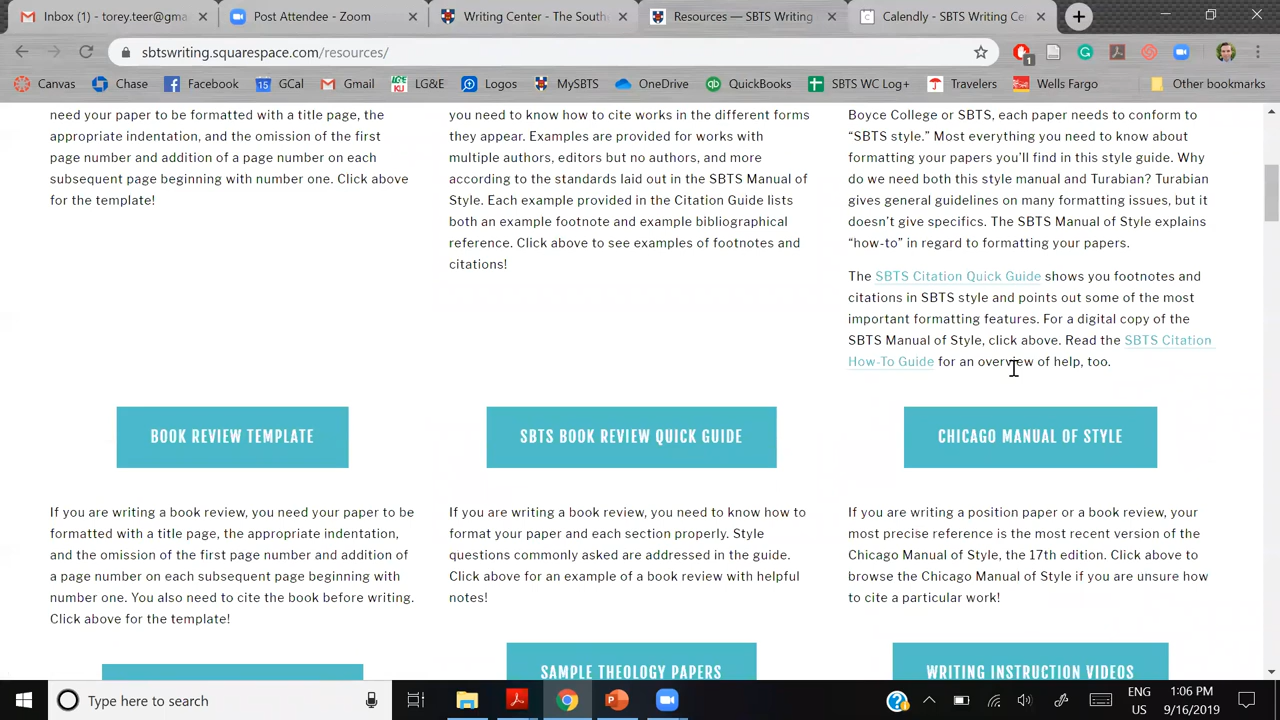 Inbox (1) - torey.teer@gma
Post Attendee - Zoom
Writing Center - The South
Resources — SBTS Writing
Calendly - SBTS Writing Ce
sbtswriting.squarespace.com/resources/
1
Canvas
Chase
Facebook
15
GCal
Gmail
LG&E
KU
LG&E
Logos
MySBTS
OneDrive
QuickBooks
SBTS WC Log+
Travelers
Wells Fargo
Other bookmarks
need your paper to be formatted with a title page, the
appropriate indentation, and the omission of the first
page number and addition of a page number on each
subsequent page beginning with number one. Click above
for the template!
you need to know how to cite works in the different forms
they appear. Examples are provided for works with
multiple authors, editors but no authors, and more
according to the standards laid out in the SBTS Manual of
Style. Each example provided in the Citation Guide lists
both an example footnote and example bibliographical
reference. Click above to see examples of footnotes and
citations!
Boyce College or SBTS, each paper needs to conform to
“SBTS style.” Most everything you need to know about
formatting your papers you’ll find in this style guide. Why
do we need both this style manual and Turabian? Turabian
gives general guidelines on many formatting issues, but it
doesn’t give specifics. The SBTS Manual of Style explains
“how-to” in regard to formatting your papers.
The SBTS Citation Quick Guide shows you footnotes and
citations in SBTS style and points out some of the most
important formatting features. For a digital copy of the
SBTS Manual of Style, click above. Read the SBTS Citation
How-To Guide for an overview of help, too.
BOOK REVIEW TEMPLATE
SBTS BOOK REVIEW QUICK GUIDE
CHICAGO MANUAL OF STYLE
If you are writing a book review, you need your paper to be
formatted with a title page, the appropriate indentation,
and the omission of the first page number and addition of
a page number on each subsequent page beginning with
number one. You also need to cite the book before writing.
Click above for the template!
If you are writing a book review, you need to know how to
format your paper and each section properly. Style
questions commonly asked are addressed in the guide.
Click above for an example of a book review with helpful
notes!
If you are writing a position paper or a book review, your
most precise reference is the most recent version of the
Chicago Manual of Style, the 17th edition. Click above to
browse the Chicago Manual of Style if you are unsure how
to cite a particular work!
SAMPLE THEOLOGY PAPERS
WRITING INSTRUCTION VIDEOS
Type here to search
ENG
US
1:06 PM
9/16/2019